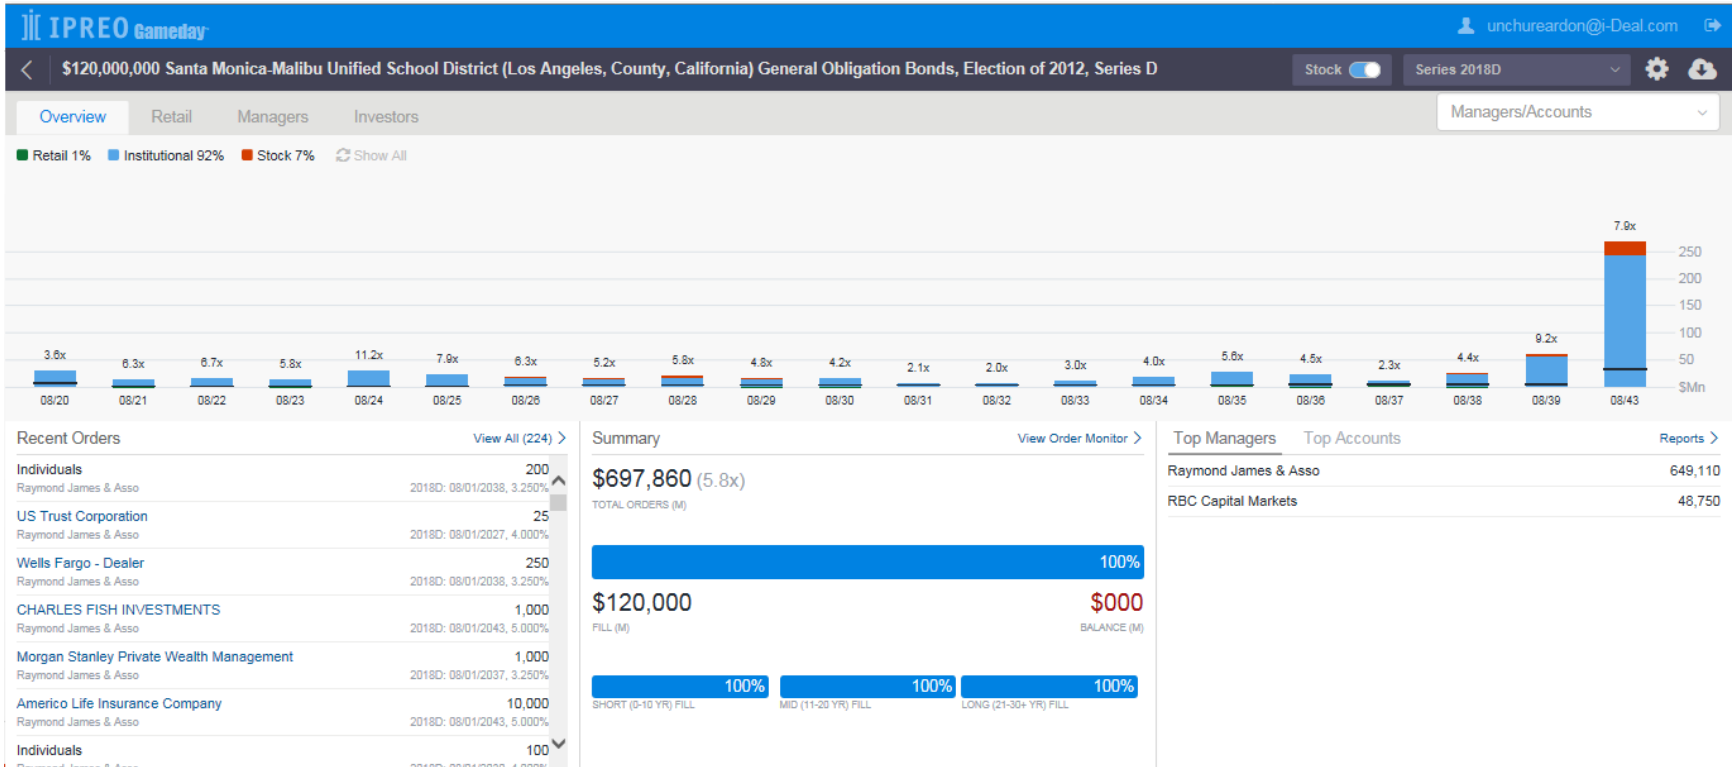 IPREO Gameday
unchureardon@i-Deal.com
$120,000,000 Santa Monica-Malibu Unified School District (Los Angeles, County, California) General Obligation Bonds, Election of 2012, Series D
Stock
Series 2018D
Overview Retail Managers Investors
Managers/Accounts
Retail 1% Institutional 92% Stock 7% Show All
7.9x
250
200
150
100
50
$Mn
3.6x 6.3x 6.7x 5.8x 11.2x 7.9x 6.3x 5.2x 5.8x 4.8x 4.2x 2.1x 2.0x 3.0x 4.0x 5.6x 4.5x 2.3x 4.4x 9.2x
08/20 08/21 08/22 08/23 08/24 08/25 08/26 08/27 08/28 08/29 08/30 08/31 08/32 08/33 08/34 08/35 08/36 08/37 08/38 08/39 08/43
Recent Orders View All (224)
Individuals 200
Raymond James & Asso 2018D: 08/01/2038, 3.250%
US Trust Corporation 25
Raymond James & Asso 2018D: 08/01/2027, 4.000%
Wells Fargo - Dealer 250
Raymond James & Asso 2018D: 08/01/2038, 3.250%
CHARLES FISH INVESTMENTS 1,000
Raymond James & Asso 2018D: 08/01/2043, 5.000%
Morgan Stanley Private Wealth Management 1,000
Raymond James & Asso 2018D: 08/01/2037, 3.250%
Americo Life Insurance Company 10,000
Raymond James & Asso 2018D: 08/01/2043, 5.000%
Individuals 100
Summary View Order Monitor
$697,860 (5.8x)
TOTAL ORDERS (M)
100%
$120,000 $000
FILL (M) BALANCE (M)
100% 100% 100%
SHORT (0-10 YR) FILL MID (11-20 YR) FILL LONG (21-30+ YR) FILL
Top Managers Top Accounts Reports
Raymond James & Asso 649,110
RBC Capital Markets 48,750